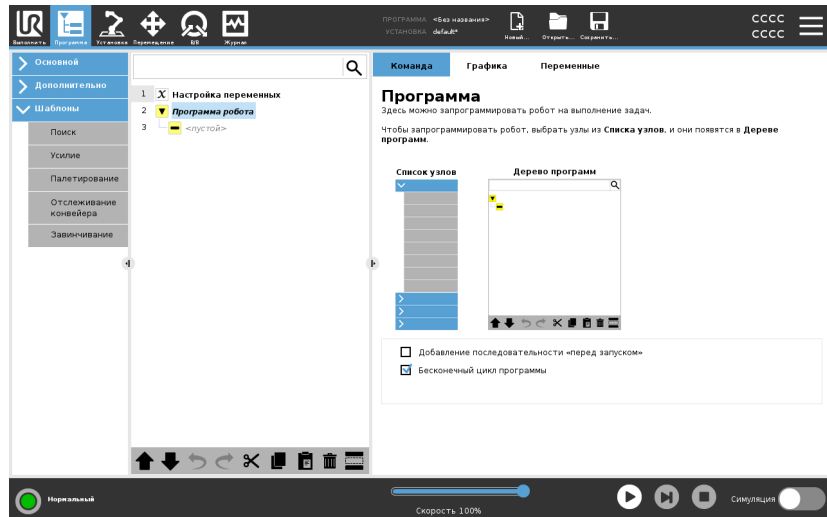 ПРОГРАММА <Без названия>
УСТАНОВКА default*
CCCC
CCCC
Выполнить Программа Установка Перемещение В/В Журнал
Новый... Открыть... Сохранить...
Основной
Дополнительно
Шаблоны
Поиск
Усилие
Палетирование
Отслеживание
конвейера
Завинчивание
1 X Настройка переменных
2 Программа робота
3 <пустой>
Команда Графика Переменные
Программа
Здесь можно запрограммировать робот на выполнение задач.
Чтобы запрограммировать робот, выбрать узлы из Списка узлов, и они появятся в Дереве
программ.
Список узлов Дерево программ
Добавление последовательности «перед запуском»
Бесконечный цикл программы
Нормальный
Скорость 100%
Симуляция